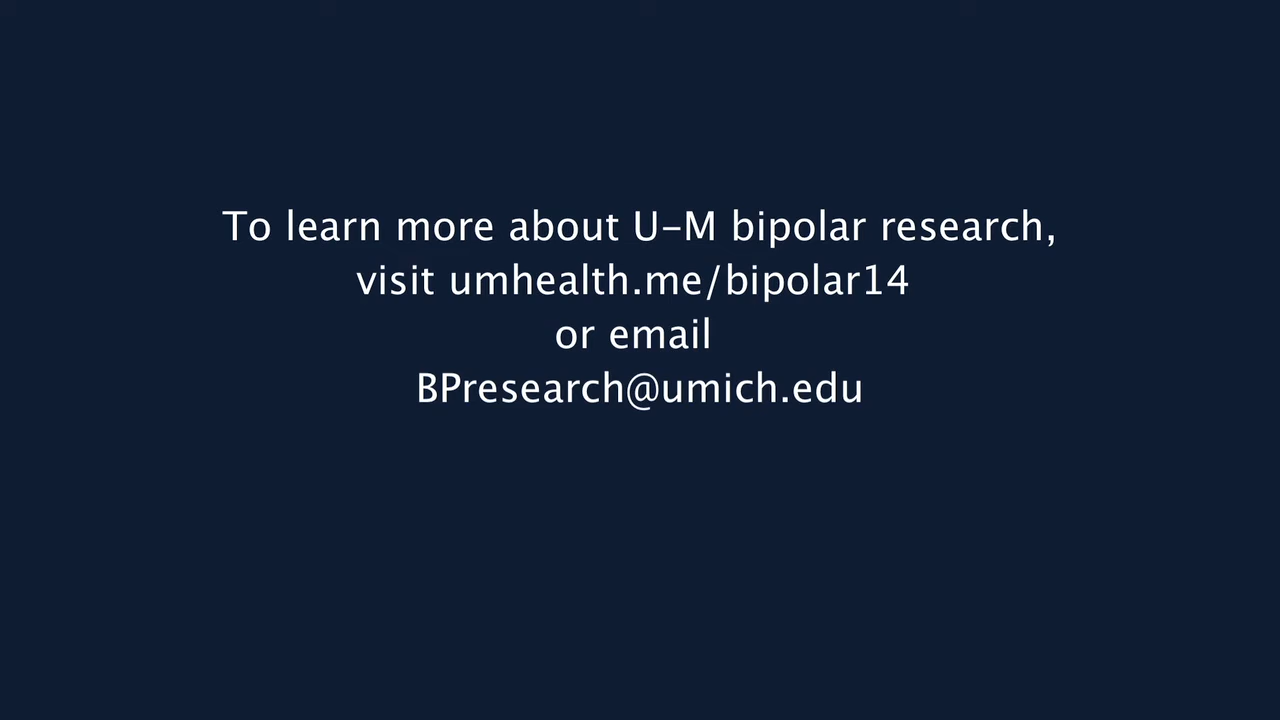 To learn more about U-M bipolar research,
visit umhealth.me/bipolar14
or email
BPresearch@umich.edu